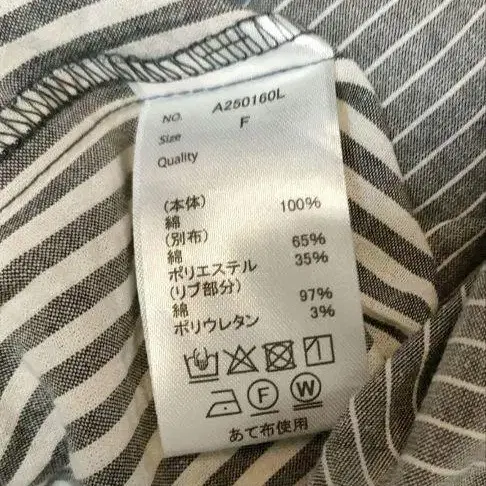 NO. A250160L
Size F
Quality
(本体)
綿 100%
(別布)
綿 65%
ポリエステル 35%
(リブ部分)
綿 97%
ポリウレタン 3%
F W
あて布使用